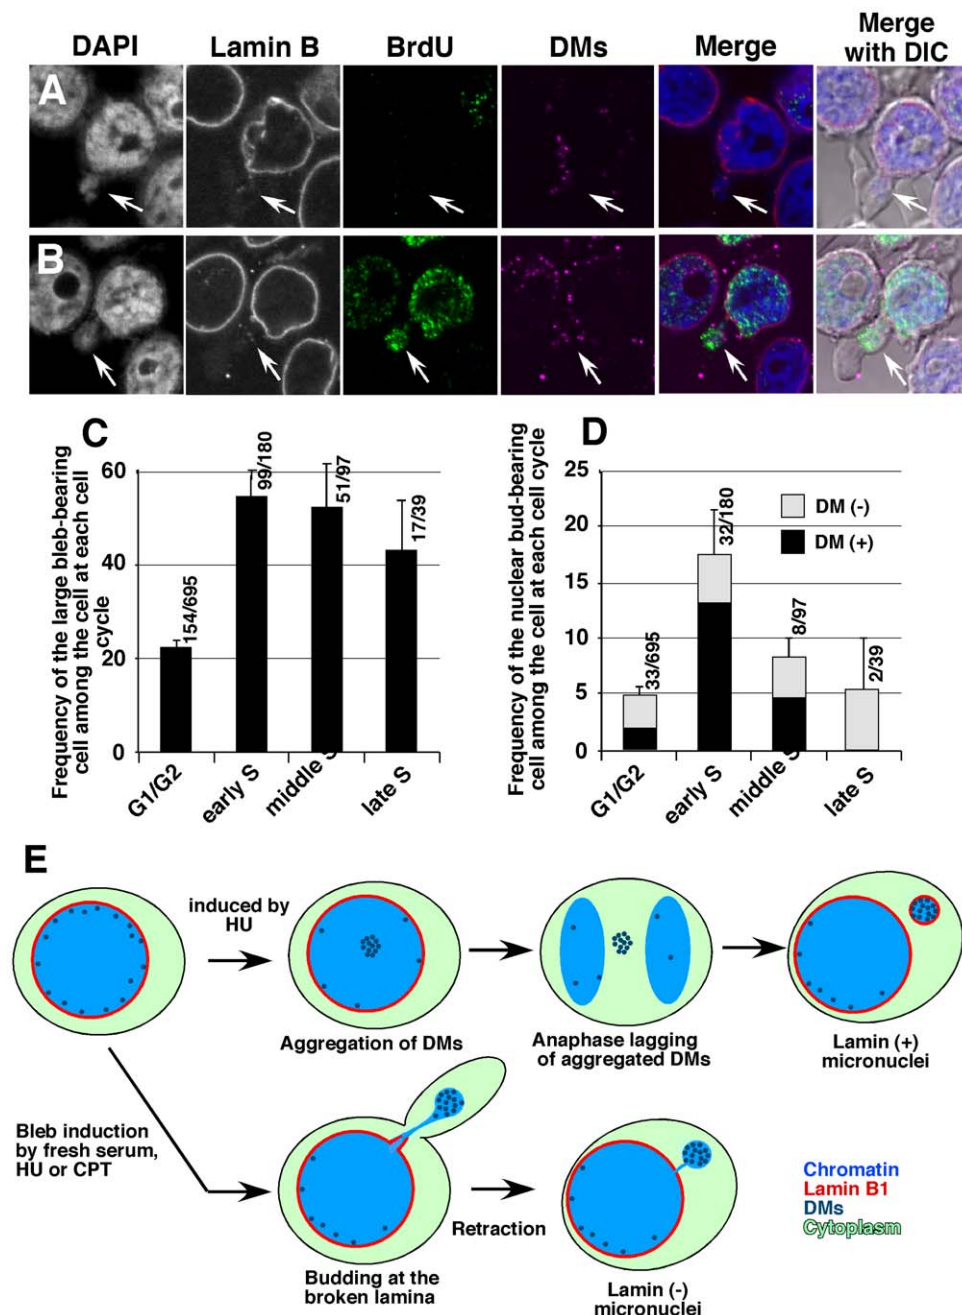 DAPI Lamin B BrdU DMs Merge Merge
with DIC
A
B
C
Frequency of the large bleb-bearing
cell among the cell at each cell
cycle
60
40
20
0
154/695
99/180
51/97
17/39
G1/G2
early S
middle S
late S
D
Frequency of the nuclear bud-bearing
cell among the cell at each cell cycle
25
20
15
10
5
0
33/695
32/180
8/97
2/39
DM (-)
DM (+)
G1/G2
early S
middle S
late S
E
induced by
HU
Aggregation of DMs
Anaphase lagging
of aggregated DMs
Lamin (+)
micronuclei
Bleb induction
by fresh serum,
HU or CPT
Budding at the
broken lamina
Retraction
Lamin (-)
micronuclei
Chromatin
Lamin B1
DMs
Cytoplasm